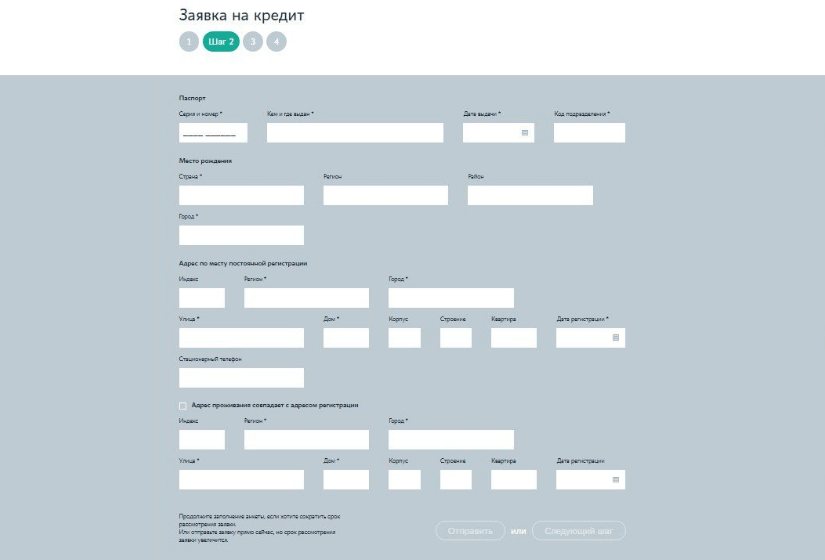 Заявка на кредит
1 Шаг 2 3 4
Паспорт
Серия и номер * Кем и где выдан * Дата выдачи * Код подразделения *
____ ______
Место рождения
Страна * Регион Район
Город *
Адрес по месту постоянной регистрации
Индекс Регион * Город *
Улица * Дом * Корпус Строение Квартира Дата регистрации *
Стационарный телефон
Адрес проживания совпадает с адресом регистрации
Индекс Регион * Город *
Улица * Дом * Корпус Строение Квартира Дата регистрации
Продолжите заполнение анкеты, если хотите сократить срок
рассмотрения заявки.
Или отправьте заявку прямо сейчас, но срок рассмотрения
заявки увеличится.
Отправить или Следующий шаг